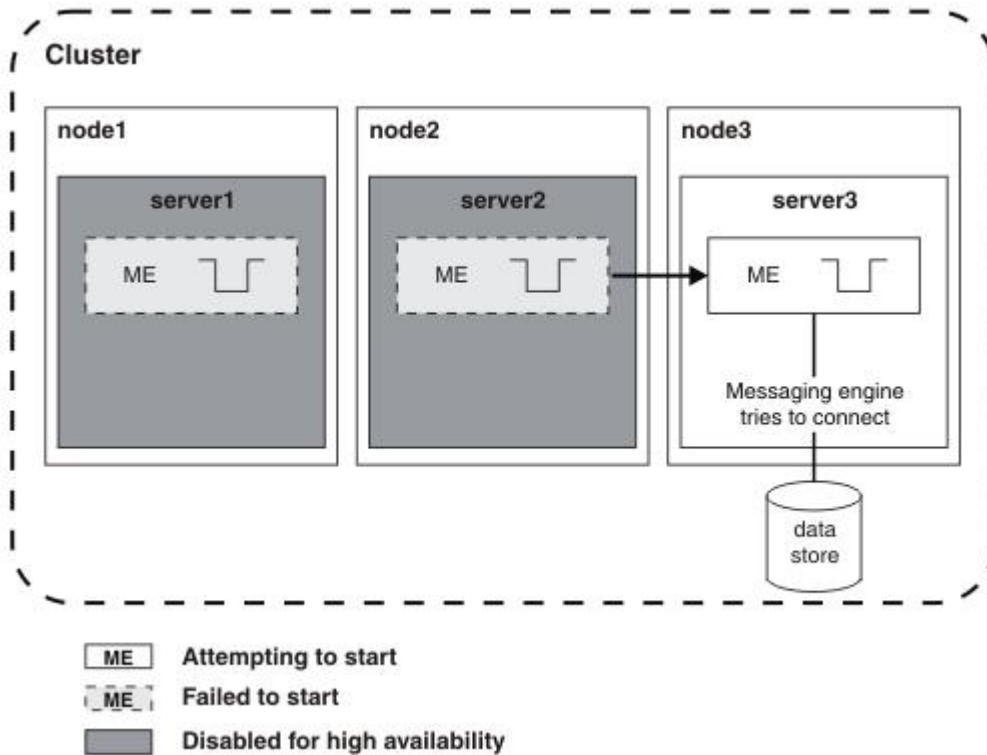 Cluster
node1
node2
node3
server1
server2
server3
ME
ME
ME
Messaging engine
tries to connect
data
store
ME Attempting to start
ME Failed to start
Disabled for high availability